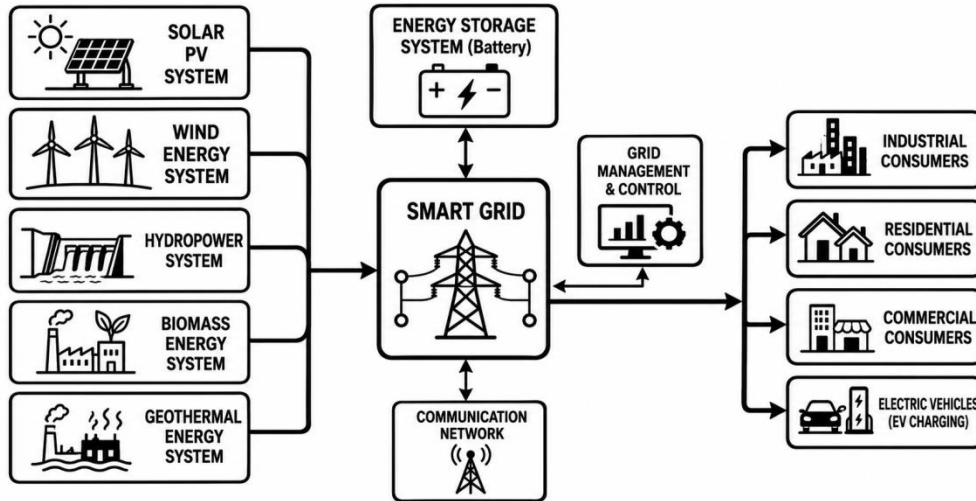 SOLAR
PV
SYSTEM
WIND
ENERGY
SYSTEM
HYDROPOWER
SYSTEM
BIOMASS
ENERGY
SYSTEM
GEOTHERMAL
ENERGY
SYSTEM
ENERGY STORAGE
SYSTEM (Battery)
+ −
SMART GRID
GRID
MANAGEMENT
& CONTROL
COMMUNICATION
NETWORK
INDUSTRIAL
CONSUMERS
RESIDENTIAL
CONSUMERS
COMMERCIAL
CONSUMERS
ELECTRIC VEHICLES
(EV CHARGING)